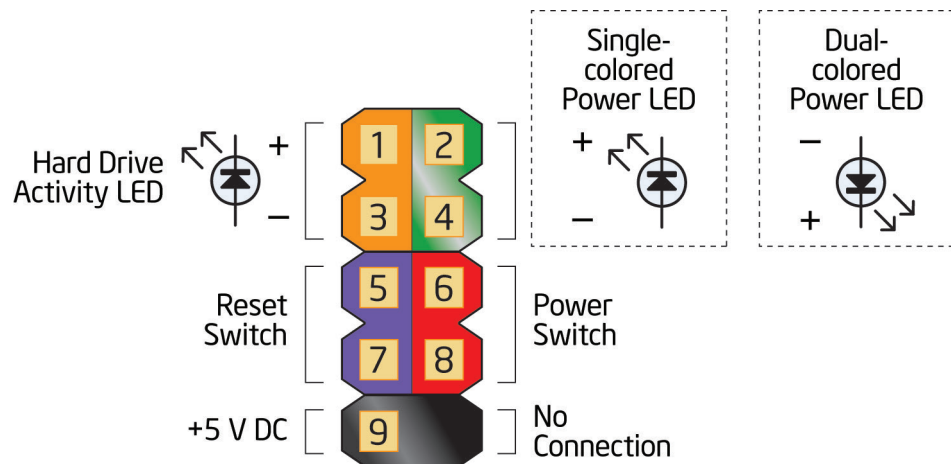 Single-
colored
Power LED
Dual-
colored
Power LED
Hard Drive
Activity LED
+
−
1
2
3
4
+
−
−
+
Reset
Switch
5
6
7
8
Power
Switch
+5 V DC
9
No
Connection